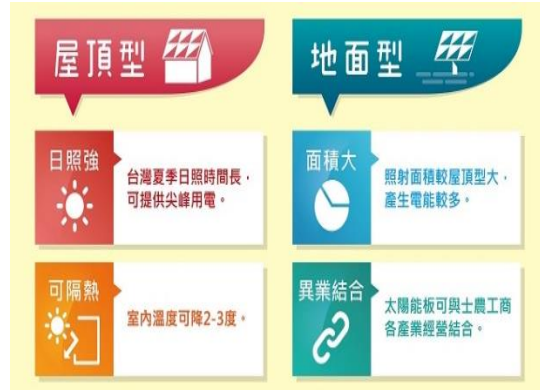 屋頂型
日照強
台灣夏季日照時間長，
可提供尖峰用電。
可隔熱
室內溫度可降2-3度。
地面型
面積大
照射面積較屋頂型大，
產生電能較多。
異業結合
太陽能板可與士農工商
各產業經營結合。